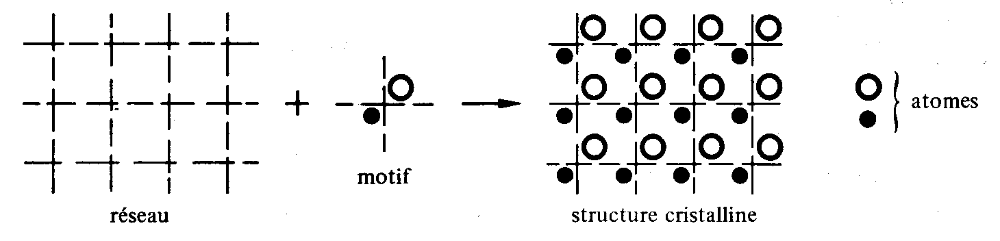 motif
atomes
réseau
structure cristalline